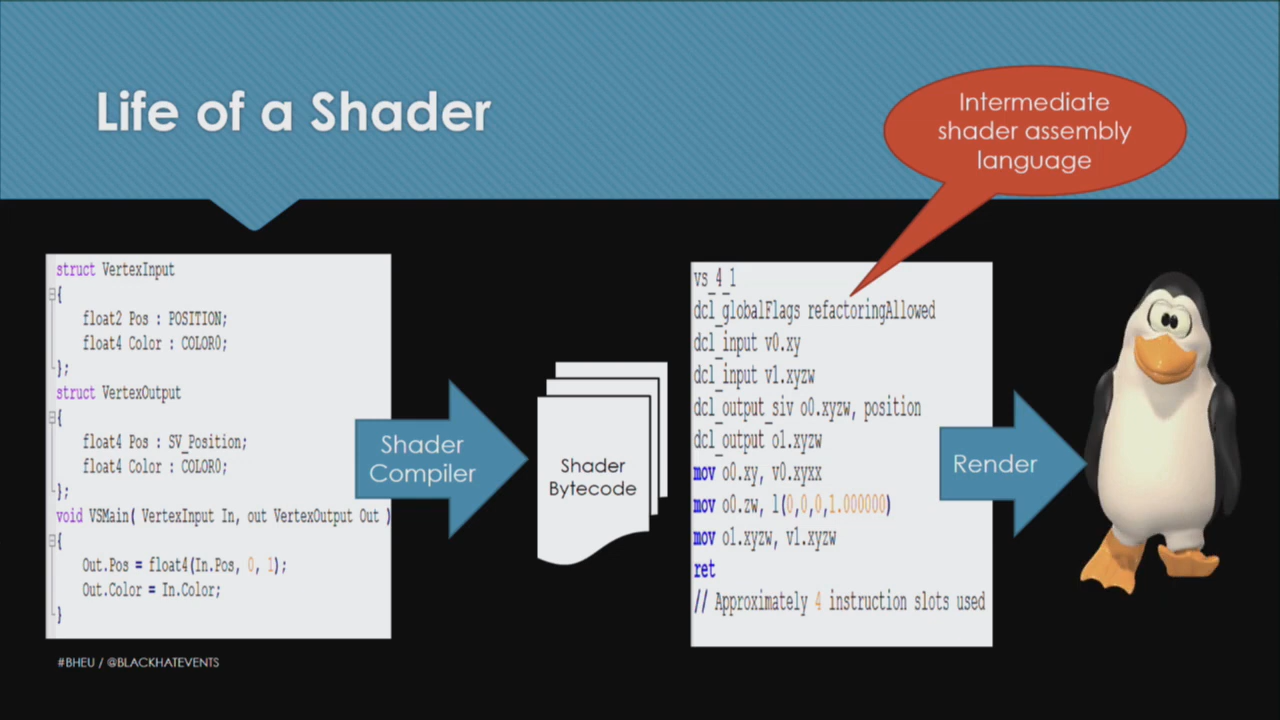 Life of a Shader
Intermediate
shader assembly
language
struct VertexInput
{
float2 Pos : POSITION;
float4 Color : COLOR0;
};
struct VertexOutput
{
float4 Pos : SV_Position;
float4 Color : COLOR0;
};
void VSMain( VertexInput In, out VertexOutput Out )
{
Out.Pos = float4(In.Pos, 0, 1);
Out.Color = In.Color;
}
Shader
Compiler
Shader
Bytecode
vs_4_1
dcl_globalFlags refactoringAllowed
dcl_input v0.xy
dcl_input v1.xyzw
dcl_output_siv o0.xyzw, position
dcl_output o1.xyzw
mov o0.xy, v0.xyxx
mov o0.zw, l(0,0,0,1.000000)
mov o1.xyzw, v1.xyzw
ret
// Approximately 4 instruction slots used
Render
#BHEU / @BLACKHATEVENTS